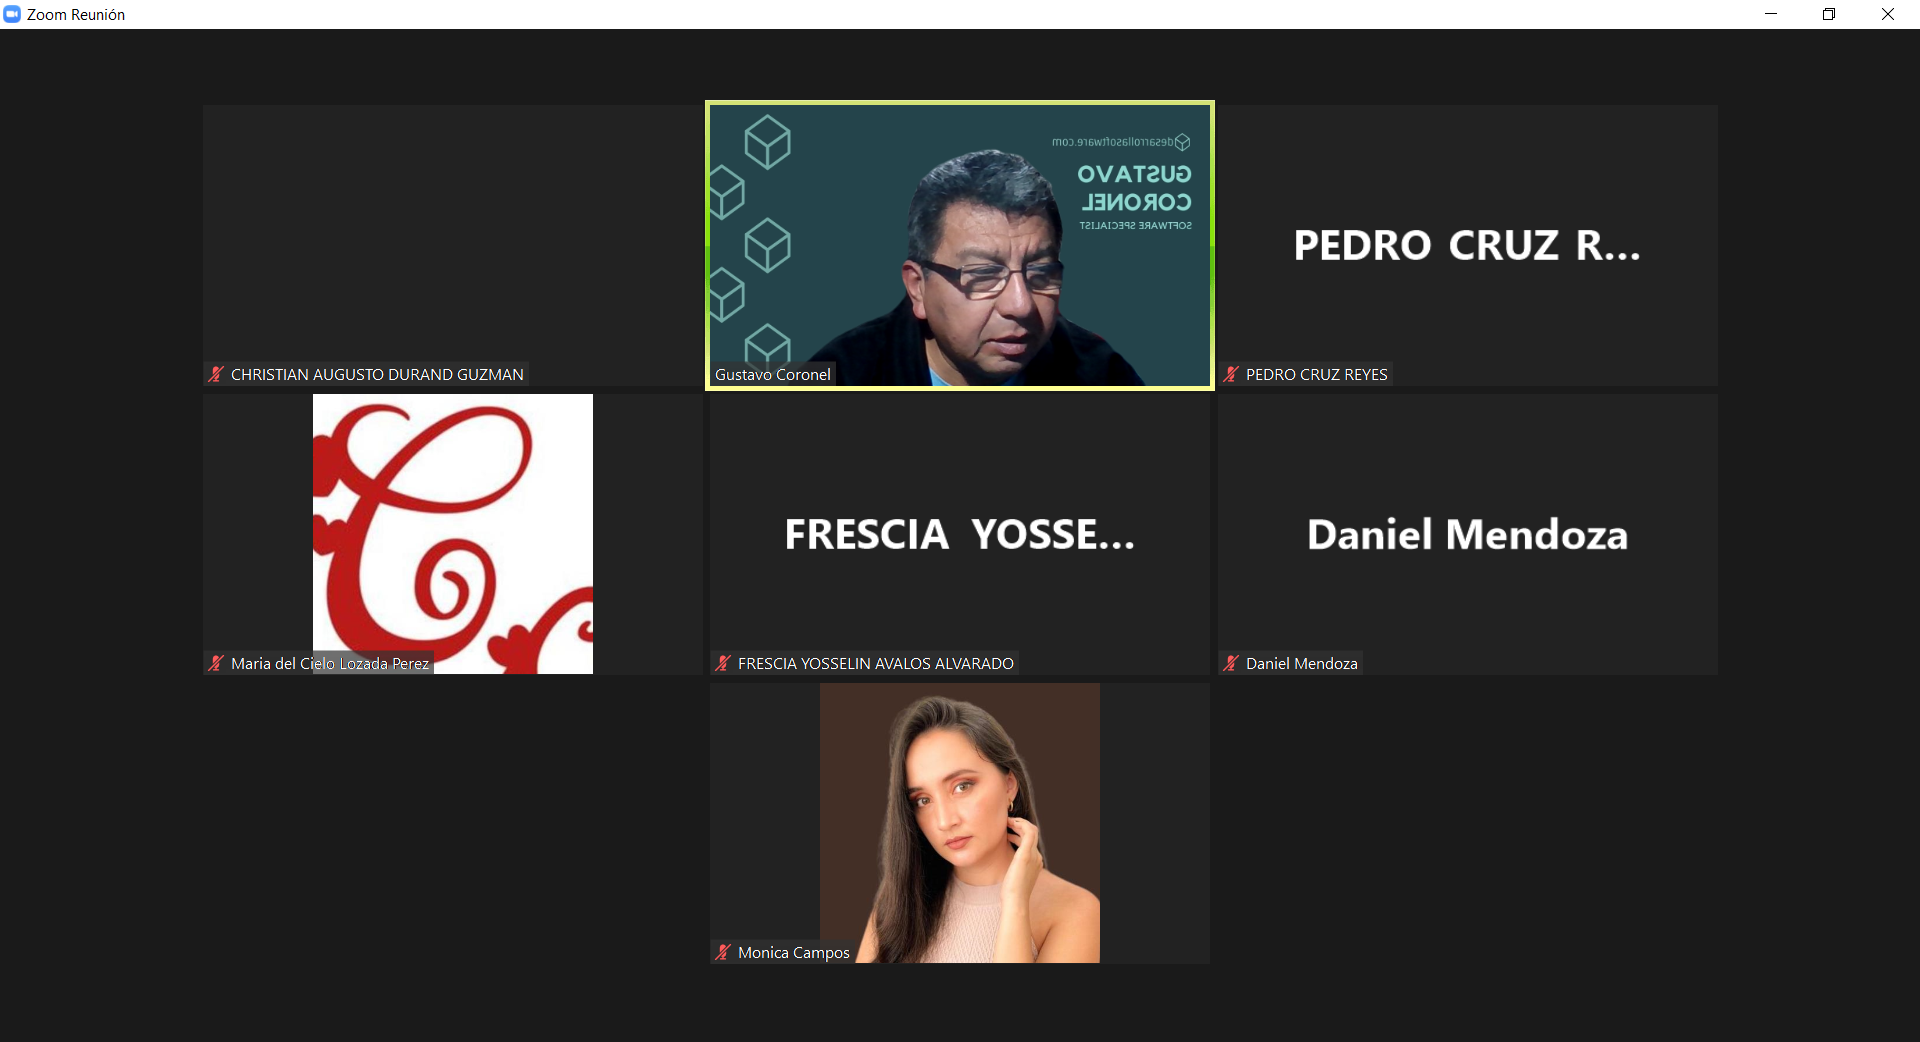 Zoom Reunión
desarrollasoftware.com
GUSTAVO
CORONEL
SOFTWARE SPECIALIST
CHRISTIAN AUGUSTO DURAND GUZMAN
Gustavo Coronel
PEDRO CRUZ R...
PEDRO CRUZ REYES
Maria del Cielo Lozada Perez
FRESCIA YOSSE...
FRESCIA YOSSELIN AVALOS ALVARADO
Daniel Mendoza
Daniel Mendoza
Monica Campos